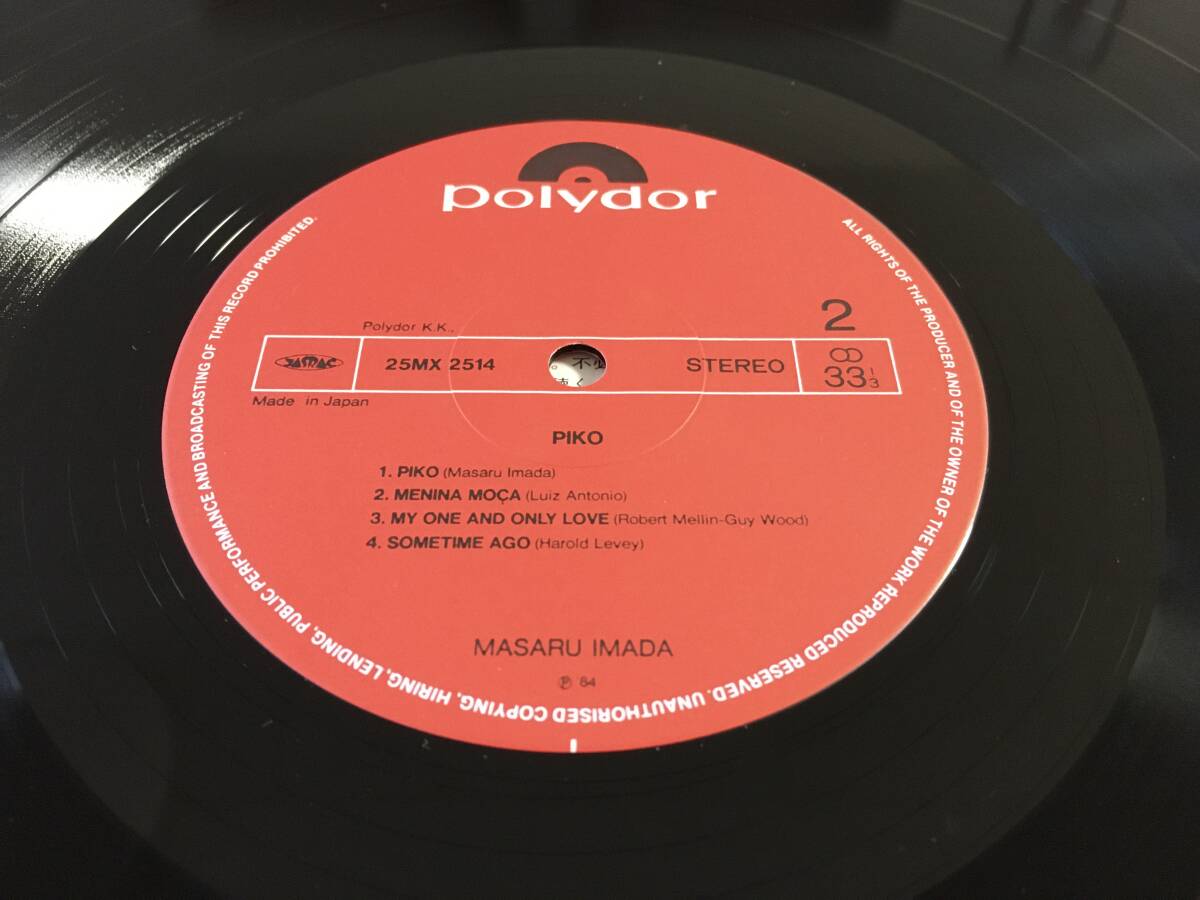 polydor
2
Polydor K.K.,
JASRAC 25MX 2514 STEREO 33 1/3
Made in Japan
PIKO
1. PIKO (Masaru Imada)
2. MENINA MOÇA (Luiz Antonio)
3. MY ONE AND ONLY LOVE (Robert Mellin-Guy Wood)
4. SOMETIME AGO (Harold Levey)
MASARU IMADA
℗ 84
ALL RIGHTS OF THE PRODUCER AND OF THE OWNER OF THE WORK REPRODUCED RESERVED. UNAUTHORISED COPYING, HIRING, LENDING, PUBLIC PERFORMANCE AND BROADCASTING OF THIS RECORD PROHIBITED.